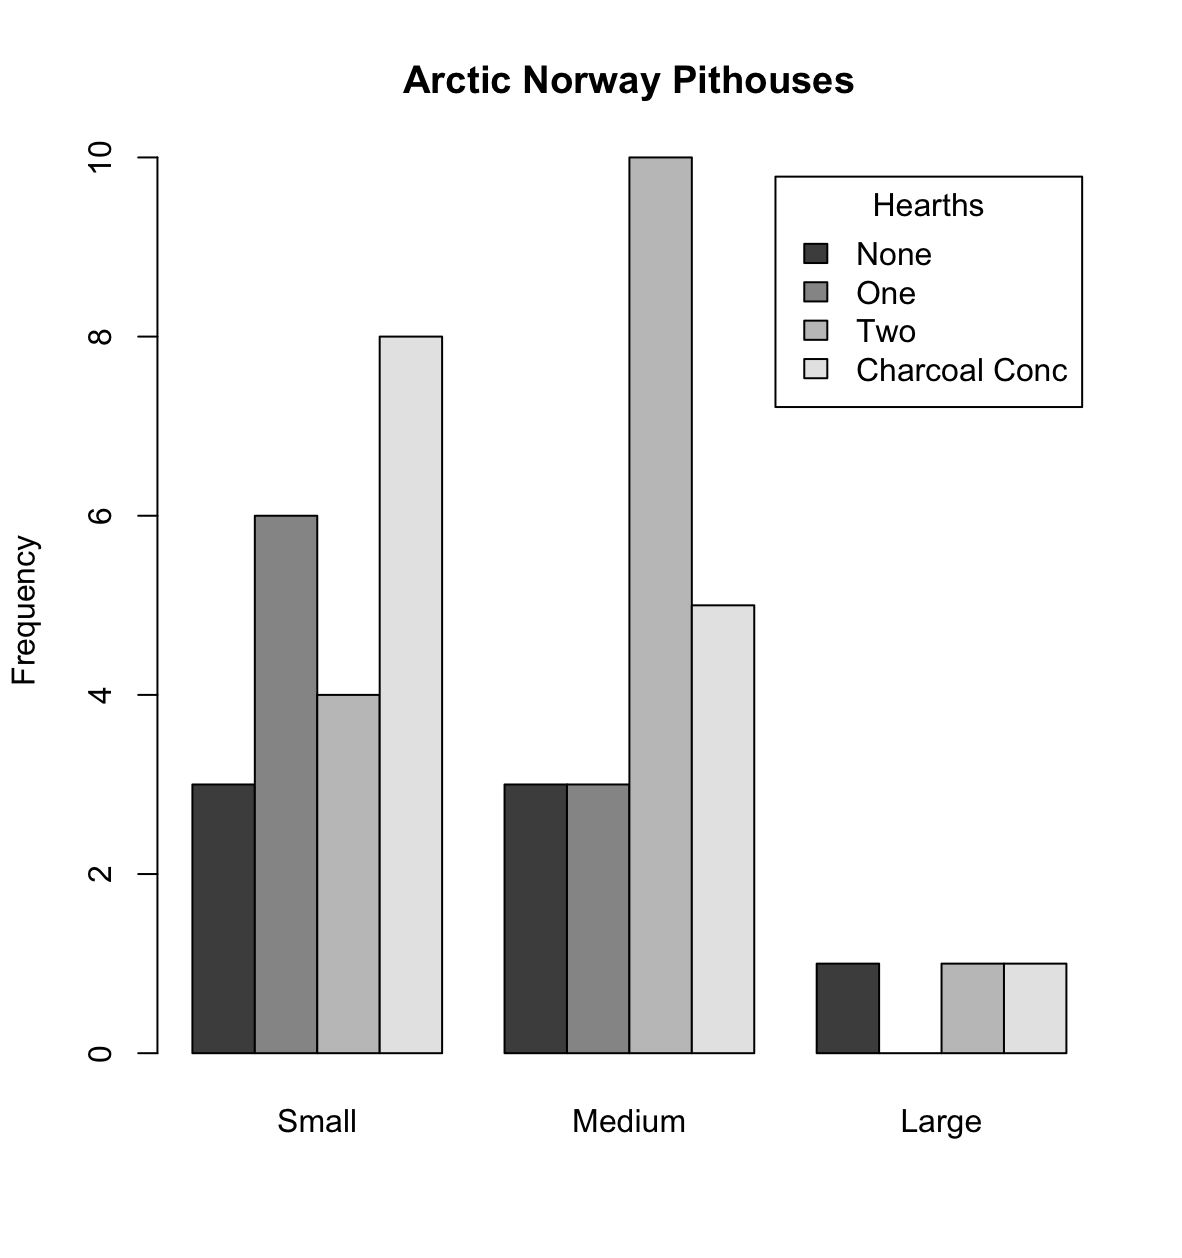 Arctic Norway Pithouses
Frequency
10
8
6
4
2
0
Hearths
None
One
Two
Charcoal Conc
Small Medium Large